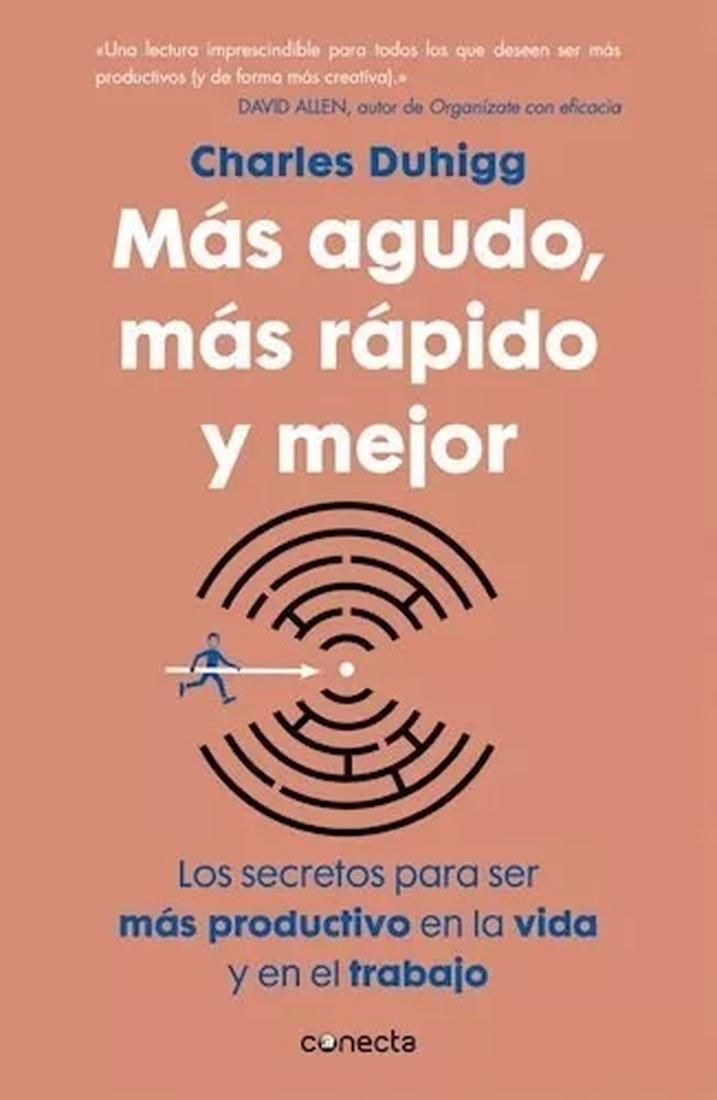 «Una lectura imprescindible para todos los que deseen ser más
productivos (y de forma más creativa).»
DAVID ALLEN, autor de Organízate con eficacia
Charles Duhigg
Más agudo,
más rápido
y mejor
Los secretos para ser
más productivo en la vida
y en el trabajo
conecta